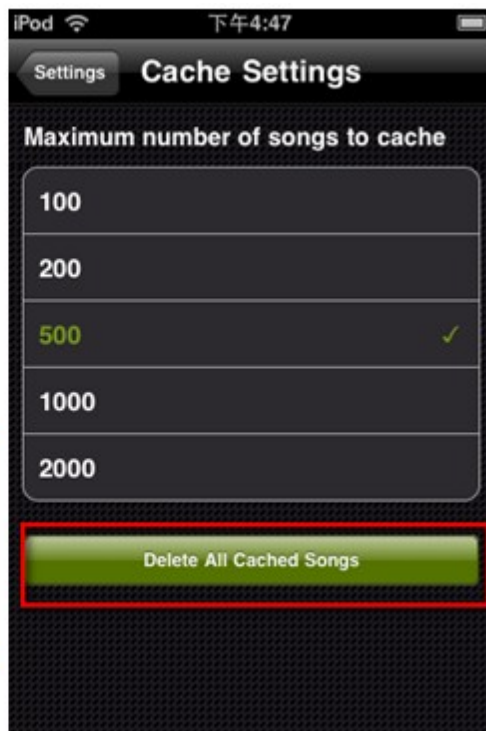 iPod 下午4:47
Settings Cache Settings
Maximum number of songs to cache
100
200
500 ✓
1000
2000
Delete All Cached Songs